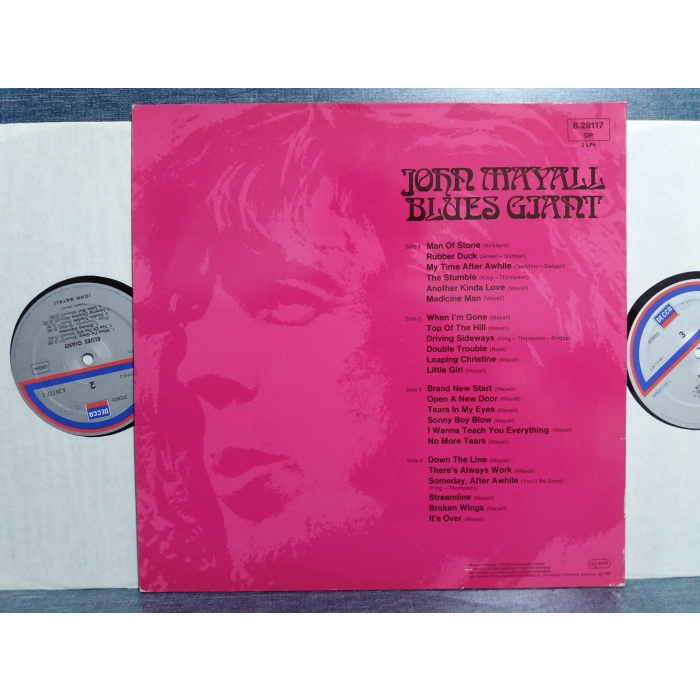 6.28117
DP
2 LPs
JOHN MAYALL
BLUES GIANT
Side 1 Man Of Stone (Kirkland)
Rubber Duck (Green – Dunbar)
My Time After Awhile
The Stumble (King – Thompson)
Another Kinda Love (Mayall)
Medicine Man (Mayall)
Side 2 When I'm Gone (Mayall)
Top Of The Hill (Mayall)
Driving Sideways (King – Thompson – Bridge)
Double Trouble (Rush)
Leaping Christine (Mayall)
Little Girl (Mayall)
Side 3 Brand New Start (Mayall)
Open A New Door (Mayall)
Tears In My Eyes (Mayall)
Sonny Boy Blow (Mayall)
I Wanna Teach You Everything (Mayall)
No More Tears (Mayall)
Side 4 Down The Line (Mayall)
There's Always Work (Mayall)
Someday, After Awhile (You'll Be Sorry)
(King – Thompson)
Streamline (Mayall)
Broken Wings (Mayall)
It's Over (Mayall)
JOHN MAYALL
BLUES GIANT
2
DECCA
STEREO
DECCA
3